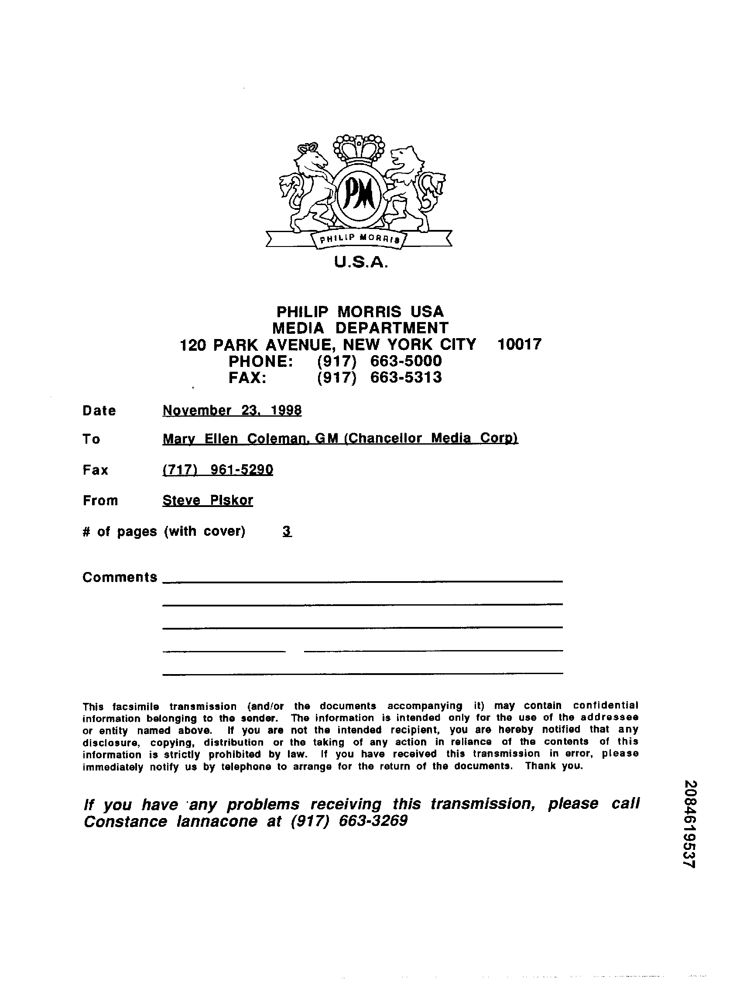 PM
PHILIP MORRIS
U.S.A.
PHILIP MORRIS USA
MEDIA DEPARTMENT
120 PARK AVENUE, NEW YORK CITY 10017
PHONE: (917) 663-5000
FAX: (917) 663-5313
Date November 23, 1998
To Mary Ellen Coleman, GM (Chancellor Media Corp)
Fax (717) 961-5290
From Steve Piskor
# of pages (with cover) 3
Comments
This facsimile transmission (and/or the documents accompanying it) may contain confidential
information belonging to the sender. The information is intended only for the use of the addressee
or entity named above. If you are not the intended recipient, you are hereby notified that any
disclosure, copying, distribution or the taking of any action in reliance of the contents of this
information is strictly prohibited by law. If you have received this transmission in error, please
immediately notify us by telephone to arrange for the return of the documents. Thank you.
If you have any problems receiving this transmission, please call
Constance Iannacone at (917) 663-3269
2084619537